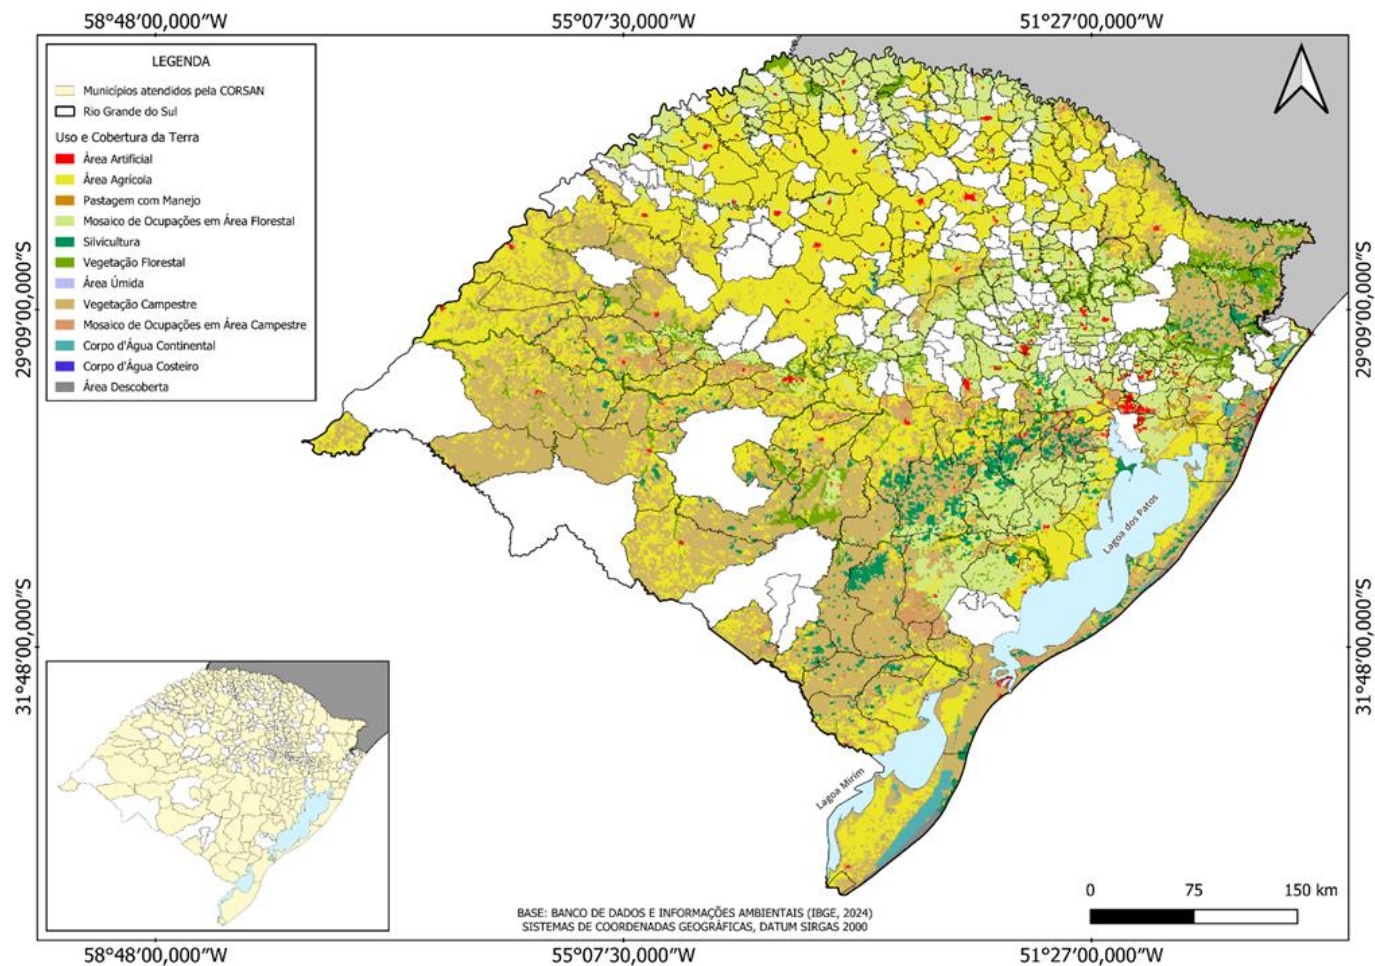 58°48'00,000"W
55°07'30,000"W
51°27'00,000"W
LEGENDA
Municípios atendidos pela CORSAN
Rio Grande do Sul
Uso e Cobertura da Terra
Área Artificial
Área Agrícola
Pastagem com Manejo
Mosaico de Ocupações em Área Florestal
Silvicultura
Vegetação Florestal
Área Úmida
Vegetação Campestre
Mosaico de Ocupações em Área Campestre
Corpo d'Água Continental
Corpo d'Água Costeiro
Área Descoberta
29°09'00,000"S
29°09'00,000"S
Lagoa dos Patos
31°48'00,000"S
31°48'00,000"S
Lagoa Mirim
0 75 150 km
BASE: BANCO DE DADOS E INFORMAÇÕES AMBIENTAIS (IBGE, 2024)
SISTEMAS DE COORDENADAS GEOGRÁFICAS, DATUM SIRGAS 2000
58°48'00,000"W
55°07'30,000"W
51°27'00,000"W